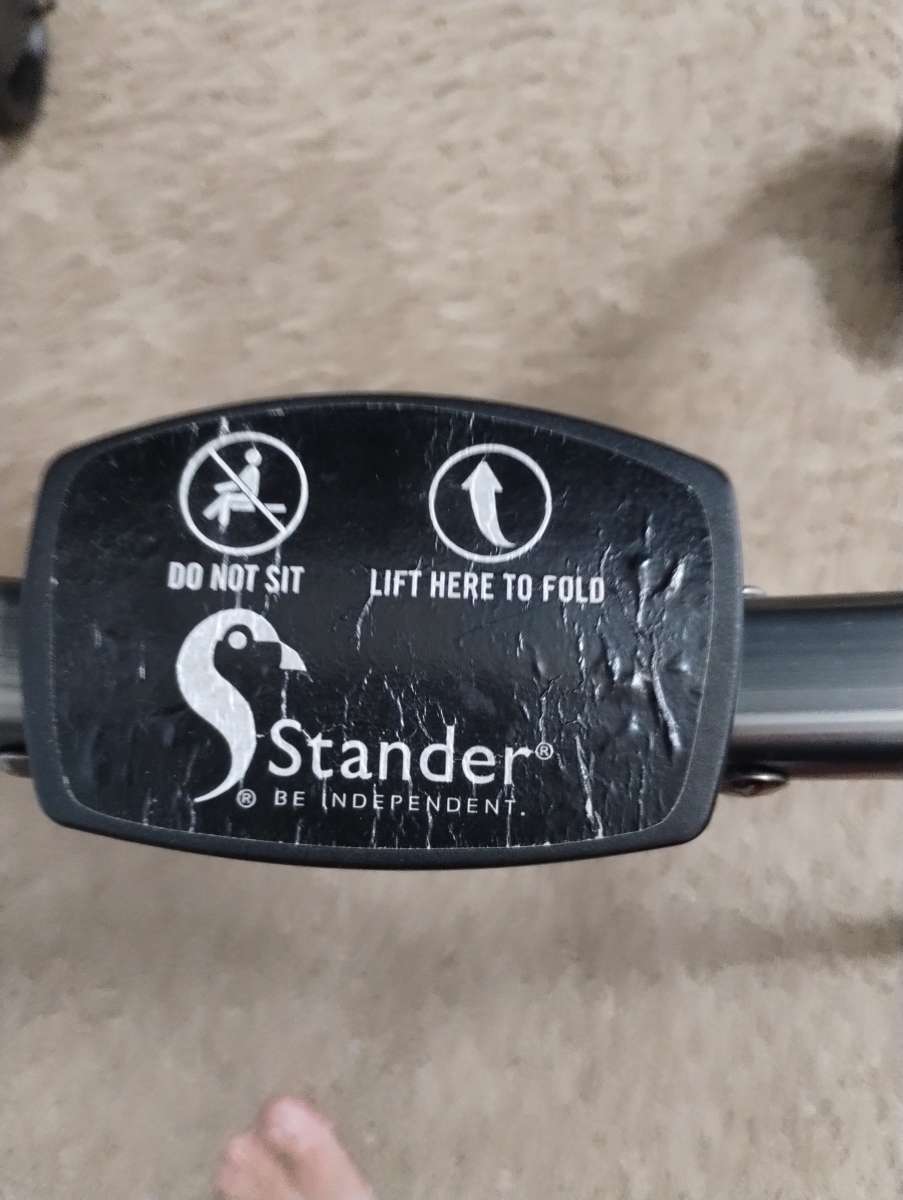 DO NOT SIT
LIFT HERE TO FOLD
Stander®
® BE INDEPENDENT.